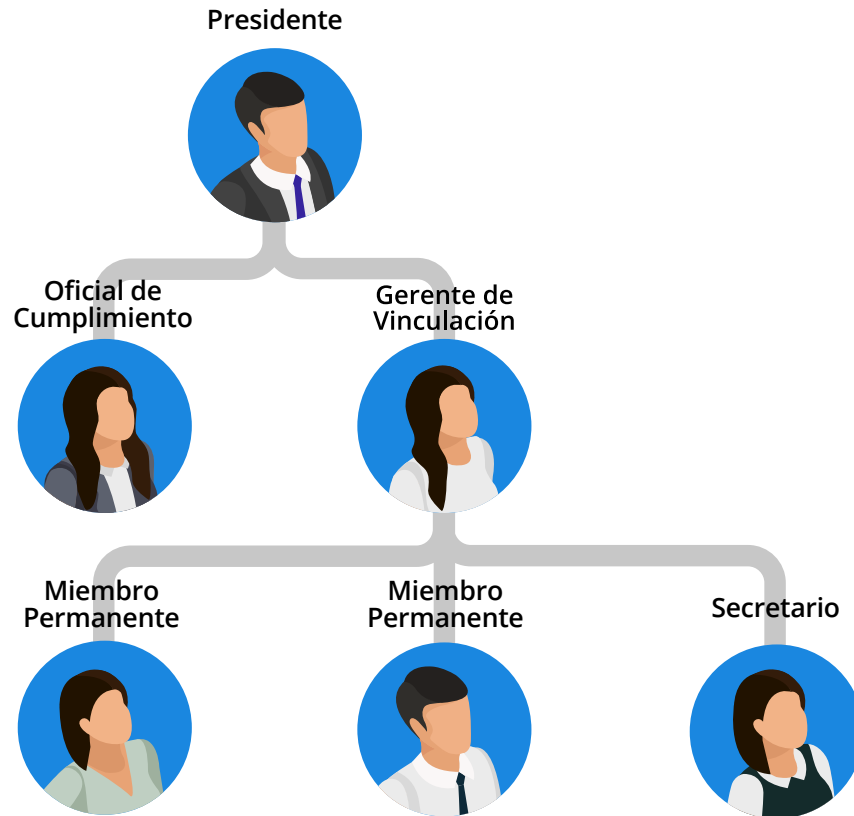 Presidente
Oficial de
Cumplimiento
Gerente de
Vinculación
Miembro
Permanente
Miembro
Permanente
Secretario